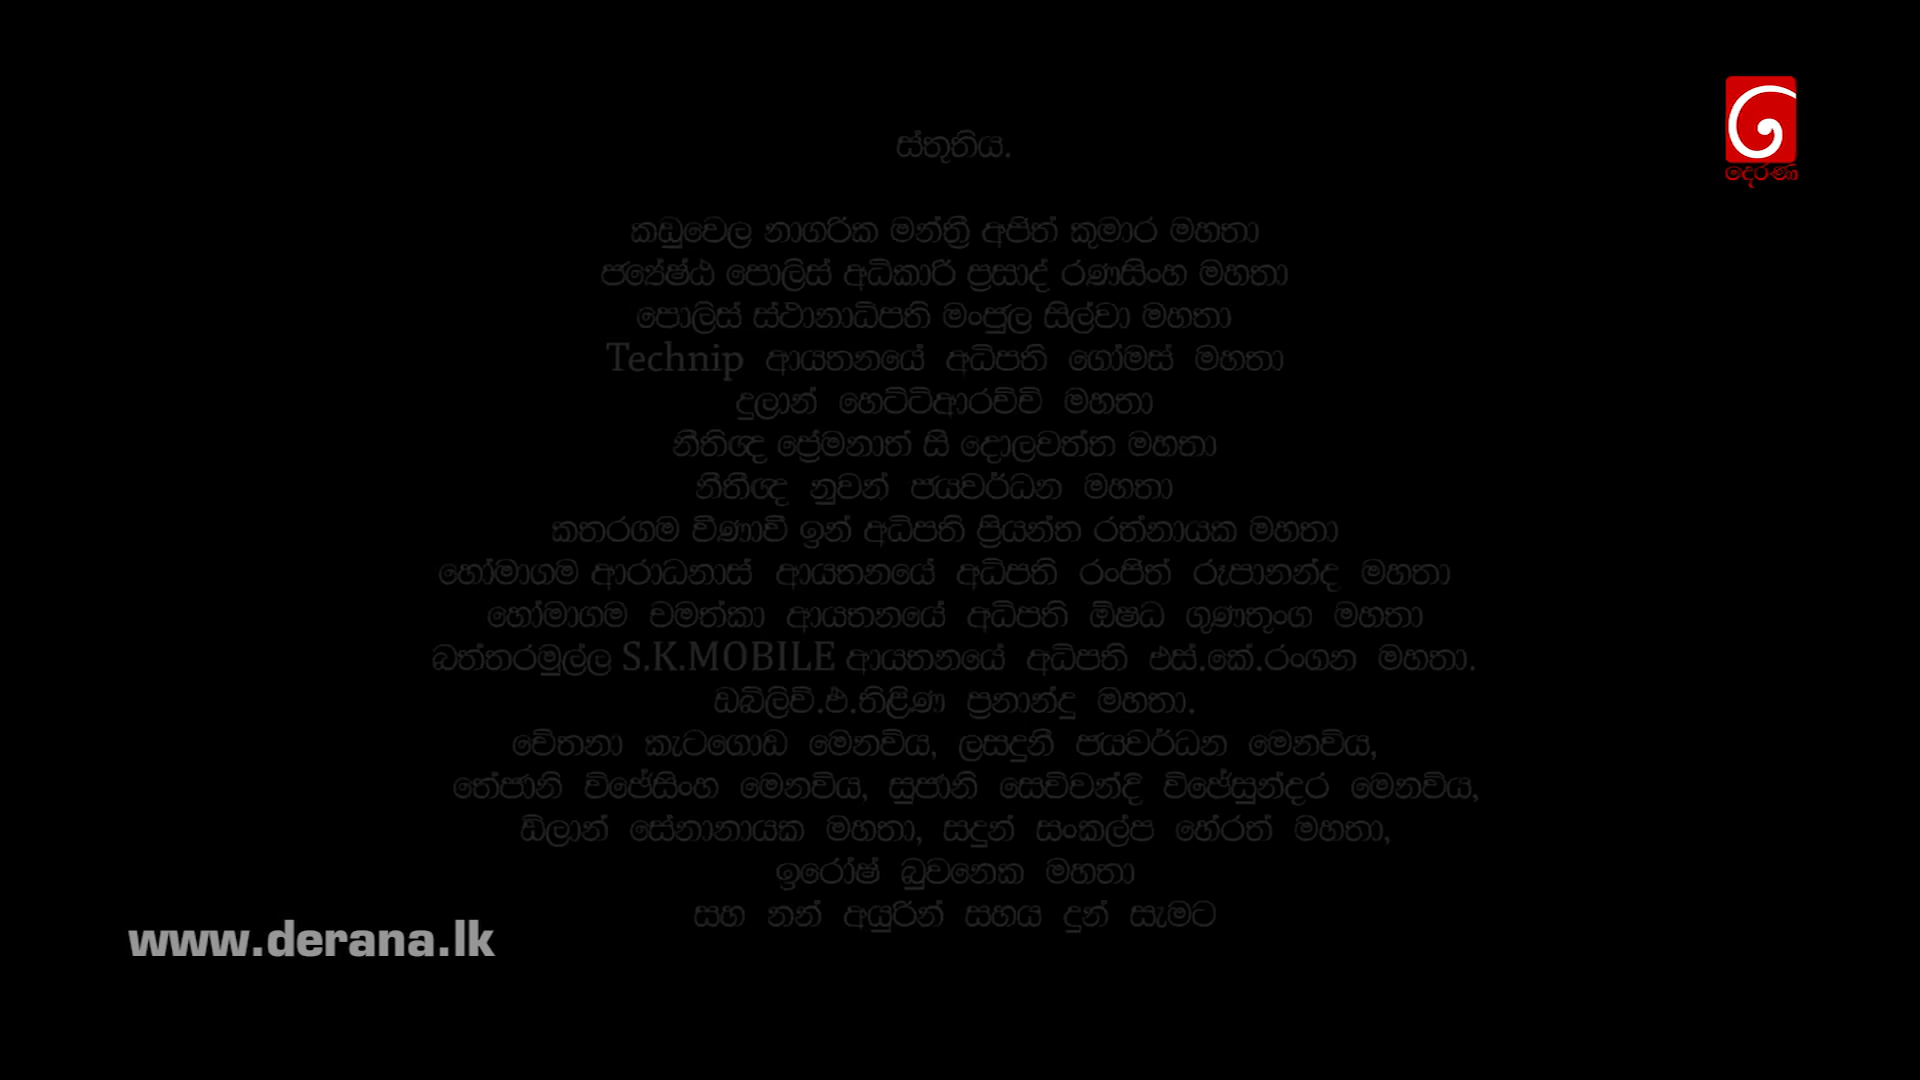 දෙරණ
ස්තූතිය.
කඩුවෙල නාගරික මන්ත්‍රී අජිත් කුමාර මහතා
ජ්‍යේෂ්ඨ පොලිස් අධිකාරි ප්‍රසාද් රණසිංහ මහතා
පොලිස් ස්ථානාධිපති මංජුල සිල්වා මහතා
Technip ආයතනයේ අධිපති ගෝමස් මහතා
දුලාන් හෙට්ටිආරච්චි මහතා
නීතිඥ ප්‍රේමනාත් සී දොලවත්ත මහතා
නීතිඥ නුවන් ජයවර්ධන මහතා
කතරගම වීණාවී ඉන් අධිපති ප්‍රියන්ත රත්නායක මහතා
හෝමාගම ආරාධනාස් ආයතනයේ අධිපති රංජිත් රූපානන්ද මහතා
හෝමාගම චමත්කා ආයතනයේ අධිපති ඕෂධ ගුණතුංග මහතා
බත්තරමුල්ල S.K.MOBILE ආයතනයේ අධිපති එස්.කේ.රංගන මහතා.
ඩබ්ලිව්.ඒ.තිළිණ ප්‍රනාන්දු මහතා.
චේතනා කැටගොඩ මෙනවිය, ලසදුනී ජයවර්ධන මෙනවිය,
තේජානි විජේසිංහ මෙනවිය, සුජානි සෙව්වන්දි විජේසුන්දර මෙනවිය,
ඩිලාන් සේනානායක මහතා, සදුන් සංකල්ප හේරත් මහතා,
ඉරෝෂ් බුවනෙක මහතා
සහ නන් අයුරින් සහය දුන් සැමට
www.derana.lk